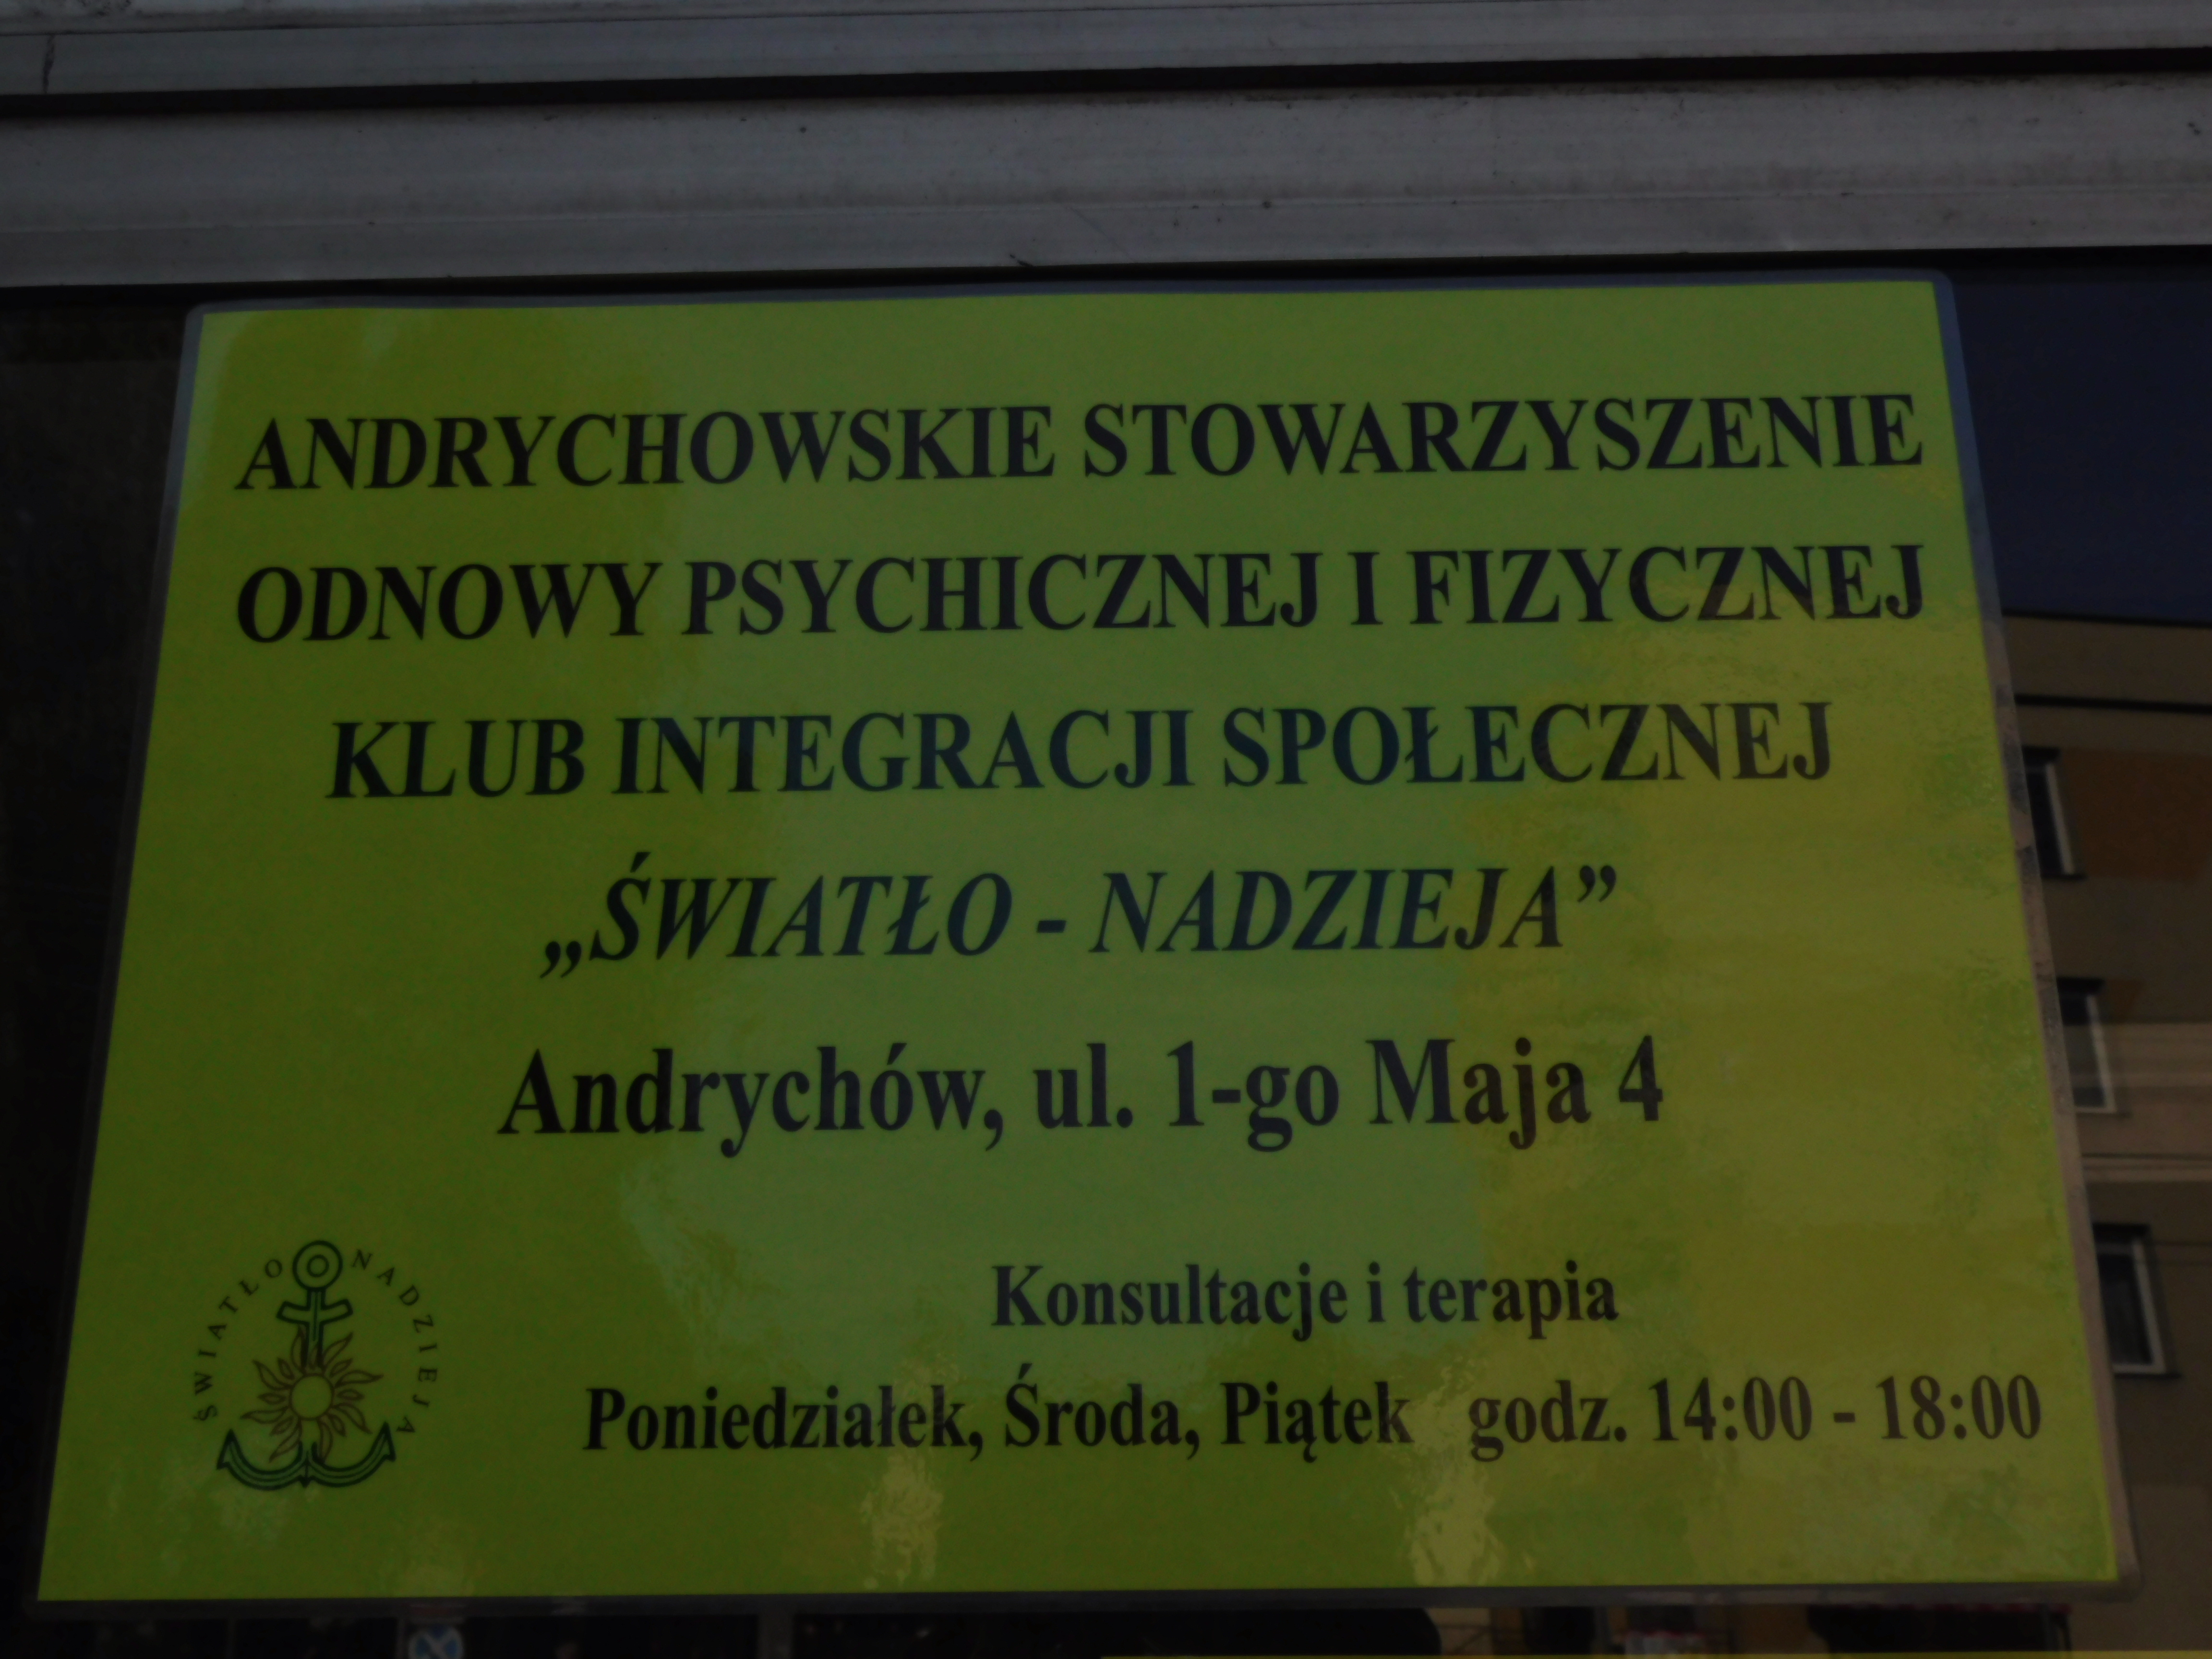 ANDRYCHOWSKIE STOWARZYSZENIE
ODNOWY PSYCHICZNEJ I FIZYCZNEJ
KLUB INTEGRACJI SPOŁECZNEJ
„ŚWIATŁO - NADZIEJA”
Andrychów, ul. 1-go Maja 4
ŚWIATŁO NADZIEJA
Konsultacje i terapia
Poniedziałek, Środa, Piątek godz. 14:00 - 18:00